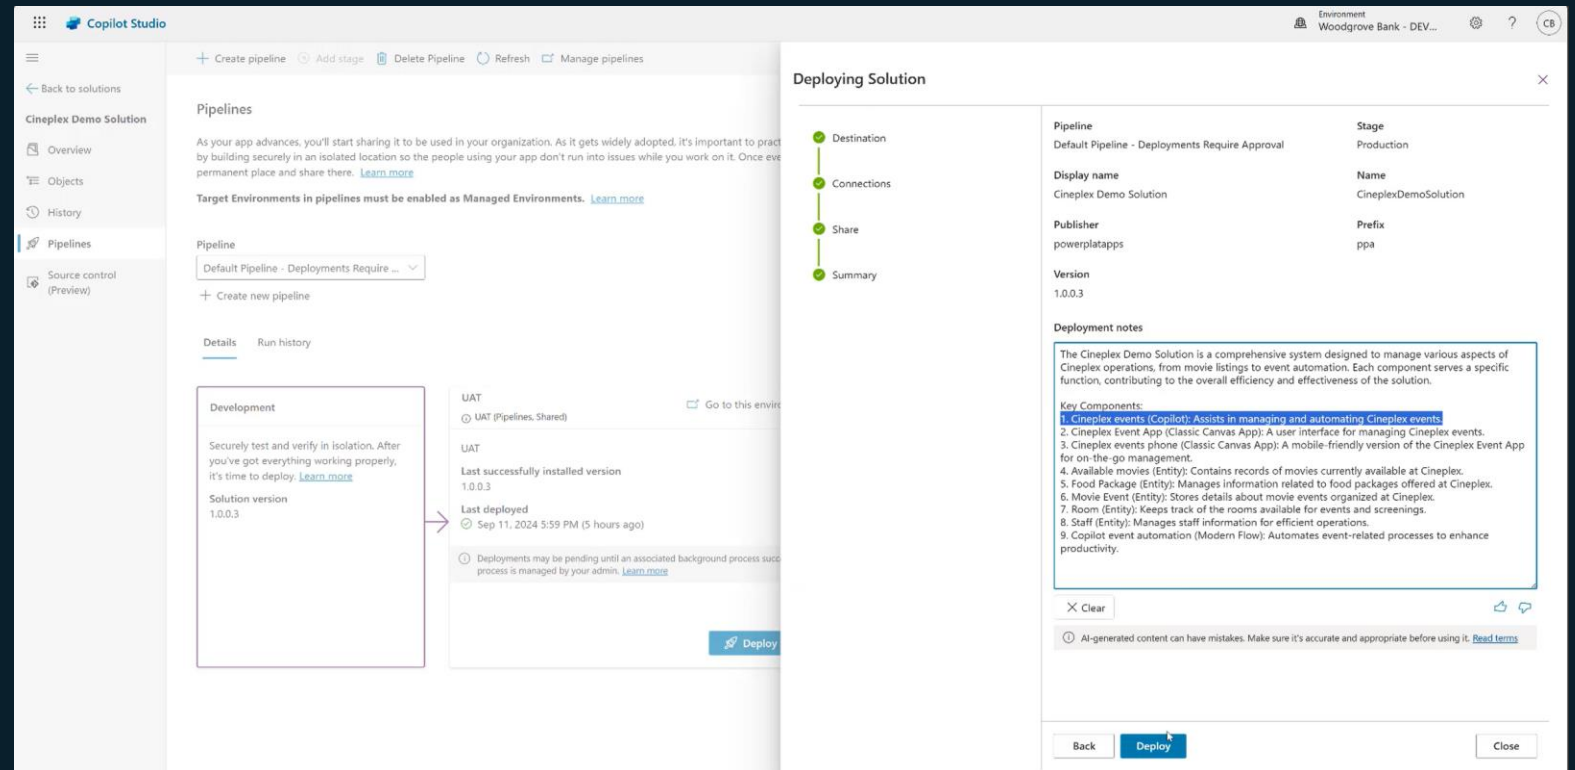 Copilot Studio
Environment
Woodgrove Bank - DEV...
?
CB
Back to solutions
Cineplex Demo Solution
Overview
Objects
History
Pipelines
Source control
(Preview)
Create pipeline
Add stage
Delete Pipeline
Refresh
Manage pipelines
Pipelines
As your app advances, you'll start sharing it to be used in your organization. As it gets widely adopted, it's important to pract
by building securely in an isolated location so the people using your app don't run into issues while you work on it. Once eve
permanent place and share there. Learn more
Target Environments in pipelines must be enabled as Managed Environments. Learn more
Pipeline
Default Pipeline - Deployments Require ...
Create new pipeline
Details
Run history
Development
Securely test and verify in isolation. After
you've got everything working properly,
it's time to deploy. Learn more
Solution version
1.0.0.3
UAT
UAT (Pipelines, Shared)
Go to this enviro
UAT
Last successfully installed version
1.0.0.3
Last deployed
Sep 11, 2024 5:59 PM (5 hours ago)
Deployments may be pending until an associated background process succ
process is managed by your admin. Learn more
Deploy
Deploying Solution
Destination
Connections
Share
Summary
Pipeline
Default Pipeline - Deployments Require Approval
Stage
Production
Display name
Cineplex Demo Solution
Name
CineplexDemoSolution
Publisher
powerplatapps
Prefix
ppa
Version
1.0.0.3
Deployment notes
The Cineplex Demo Solution is a comprehensive system designed to manage various aspects of
Cineplex operations, from movie listings to event automation. Each component serves a specific
function, contributing to the overall efficiency and effectiveness of the solution.
Key Components:
1. Cineplex events (Copilot): Assists in managing and automating Cineplex events.
2. Cineplex Event App (Classic Canvas App): A user interface for managing Cineplex events.
3. Cineplex events phone (Classic Canvas App): A mobile-friendly version of the Cineplex Event App
for on-the-go management.
4. Available movies (Entity): Contains records of movies currently available at Cineplex.
5. Food Package (Entity): Manages information related to food packages offered at Cineplex.
6. Movie Event (Entity): Stores details about movie events organized at Cineplex.
7. Room (Entity): Keeps track of the rooms available for events and screenings.
8. Staff (Entity): Manages staff information for efficient operations.
9. Copilot event automation (Modern Flow): Automates event-related processes to enhance
productivity.
Clear
AI-generated content can have mistakes. Make sure it's accurate and appropriate before using it. Read terms
Back
Deploy
Close